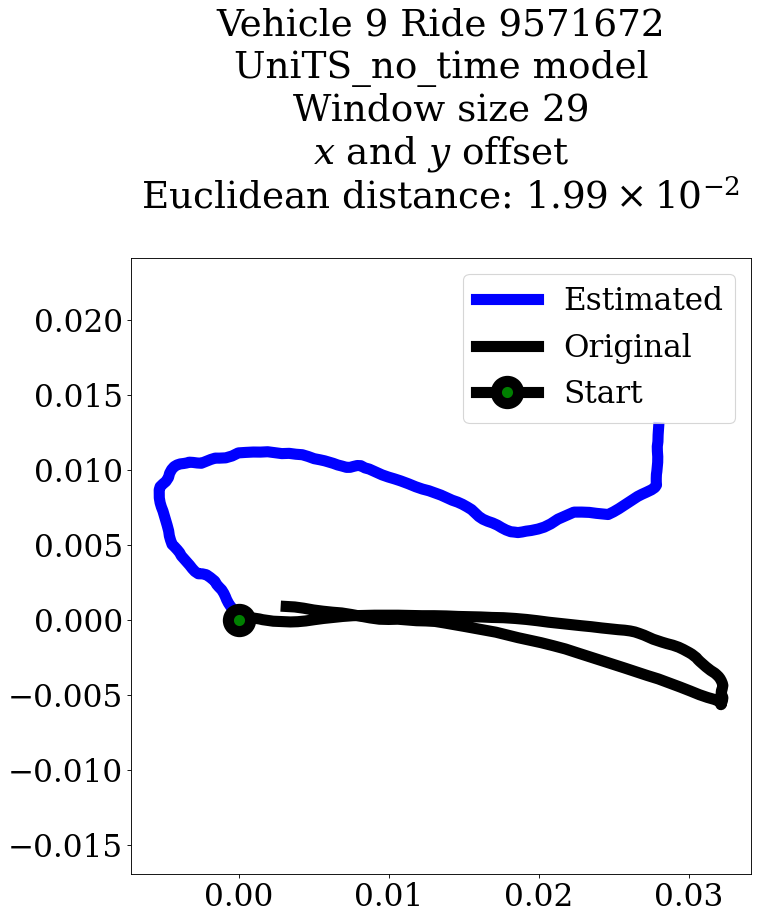 Vehicle 9 Ride 9571672
UniTS_no_time model
Window size 29
x and y offset
Euclidean distance: 1.99 × 10⁻²
Estimated
Original
Start
0.020
0.015
0.010
0.005
0.000
−0.005
−0.010
−0.015
0.00 0.01 0.02 0.03